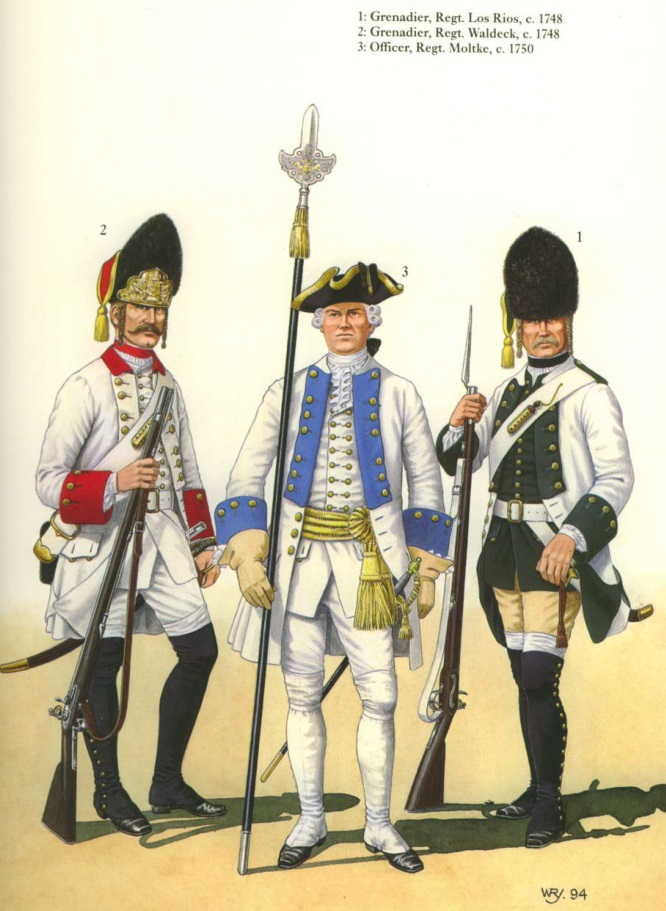 1: Grenadier, Regt. Los Rios, c. 1748
2: Grenadier, Regt. Waldeck, c. 1748
3: Officer, Regt. Moltke, c. 1750
2
3
1
WRY. 94